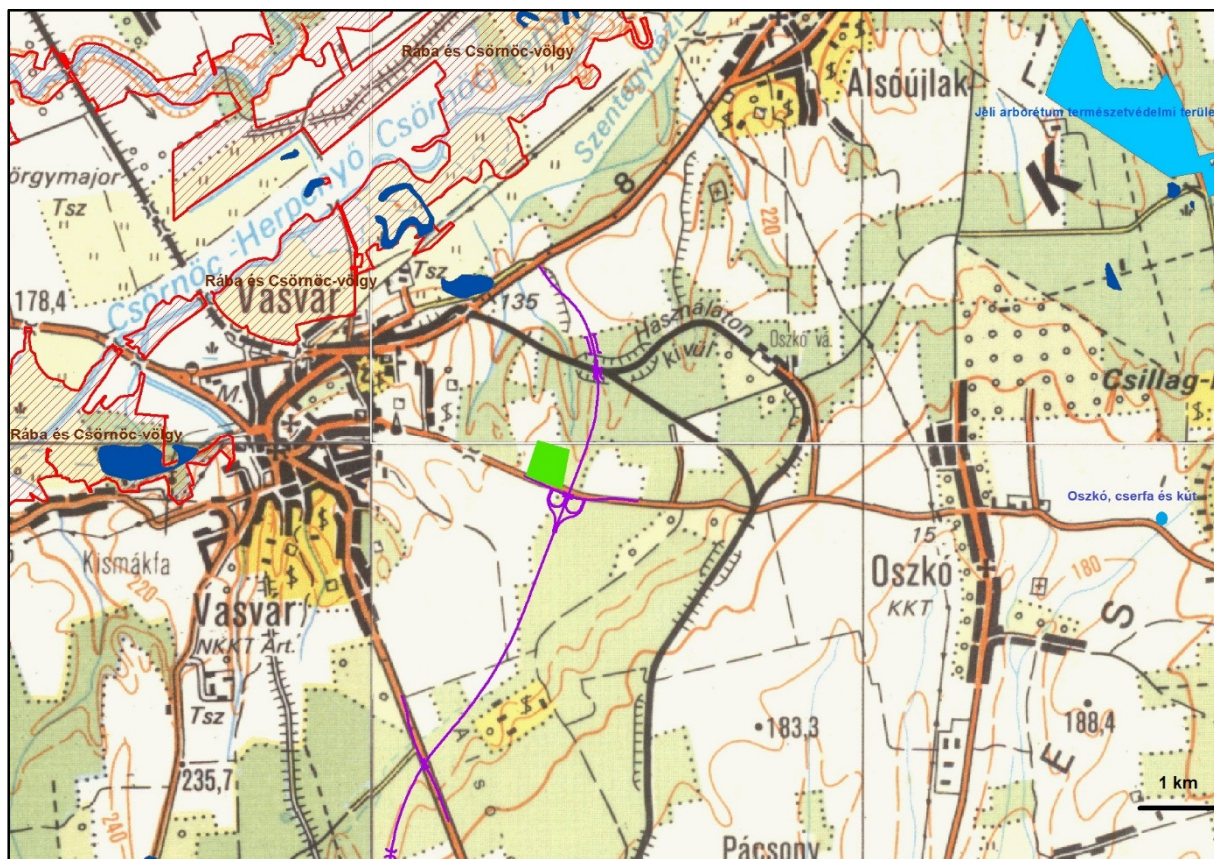 Rába és Csörnöc-völgy
Alsóújlak
Jeli arborétum természetvédelmi terüle
Csörnöc-Herpenyő Csörnöc
8
220
örgymajor
Tsz
Rába és Csörnöc-völgy
Tsz
178,4
Vasvár
135
Használaton
kívül
Oszkó va.
Csillag-
M.
Rába és Csörnöc-völgy
Oszkó, cserfa és kút
15
Kismákfa
220
Oszkó
180
KKT
Vasvár
NKKT Árt.
S
Tsz
183,3
188,4
235,7
E
1 km
240
Pácsony